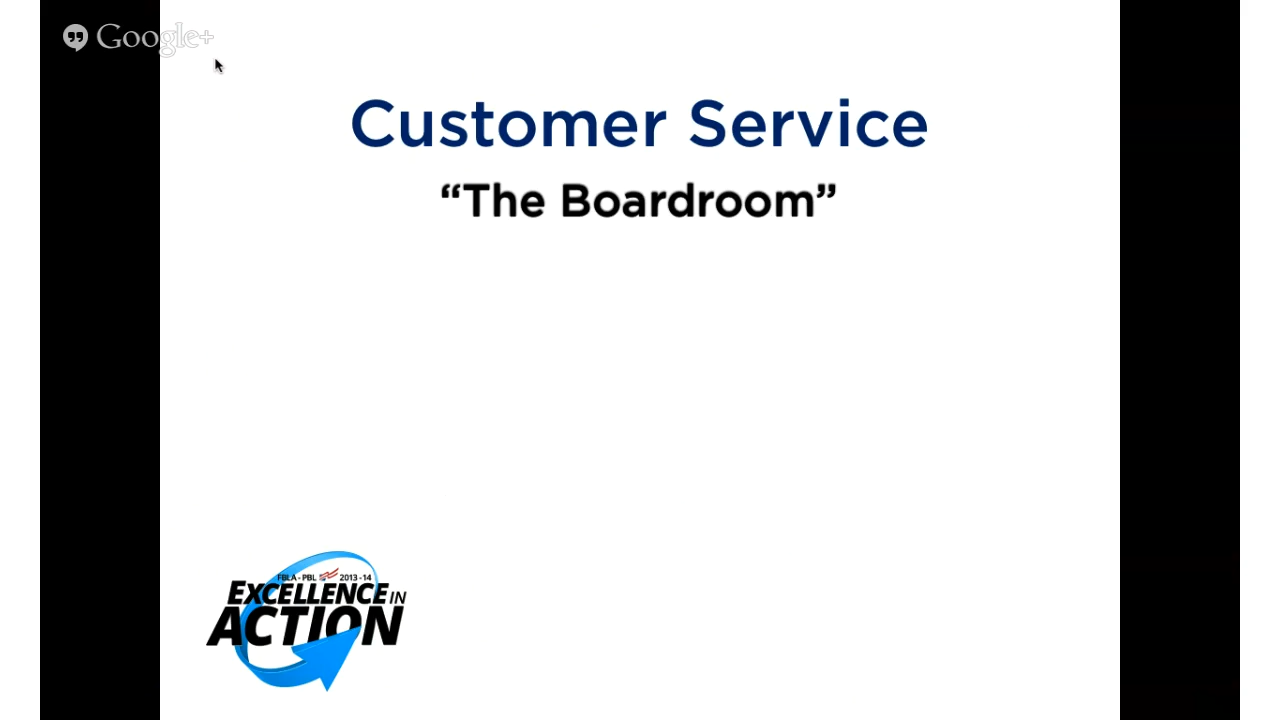 Google+
Customer Service
“The Boardroom”
FBLA-PBL 2013-14
EXCELLENCE IN
ACTION